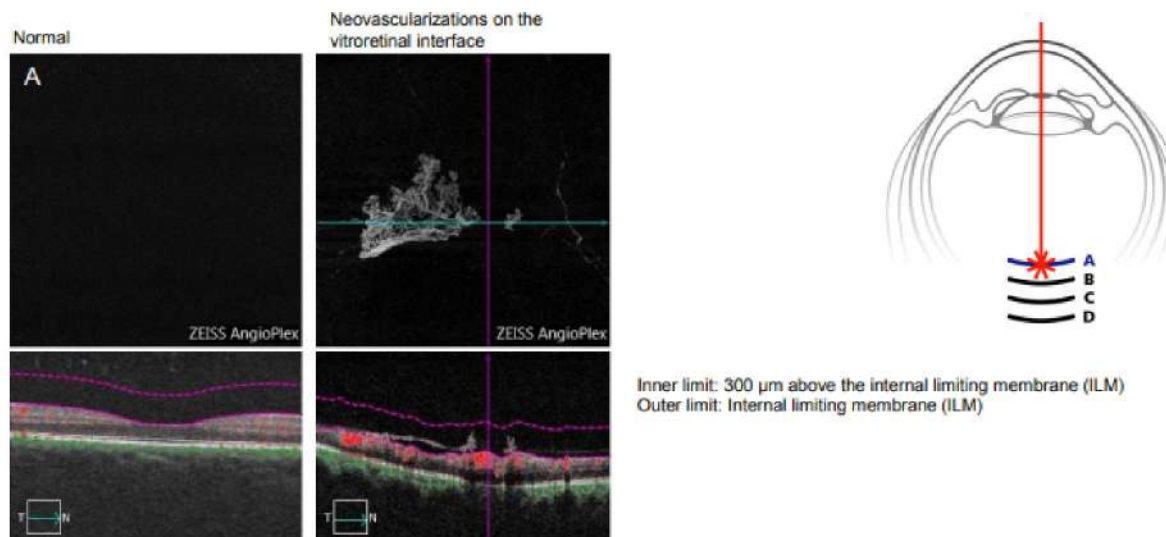 Normal
Neovascularizations on the
vitroretinal interface
A
ZEISS AngioPlex
ZEISS AngioPlex
T N
T N
A
B
C
D
Inner limit: 300 µm above the internal limiting membrane (ILM)
Outer limit: Internal limiting membrane (ILM)